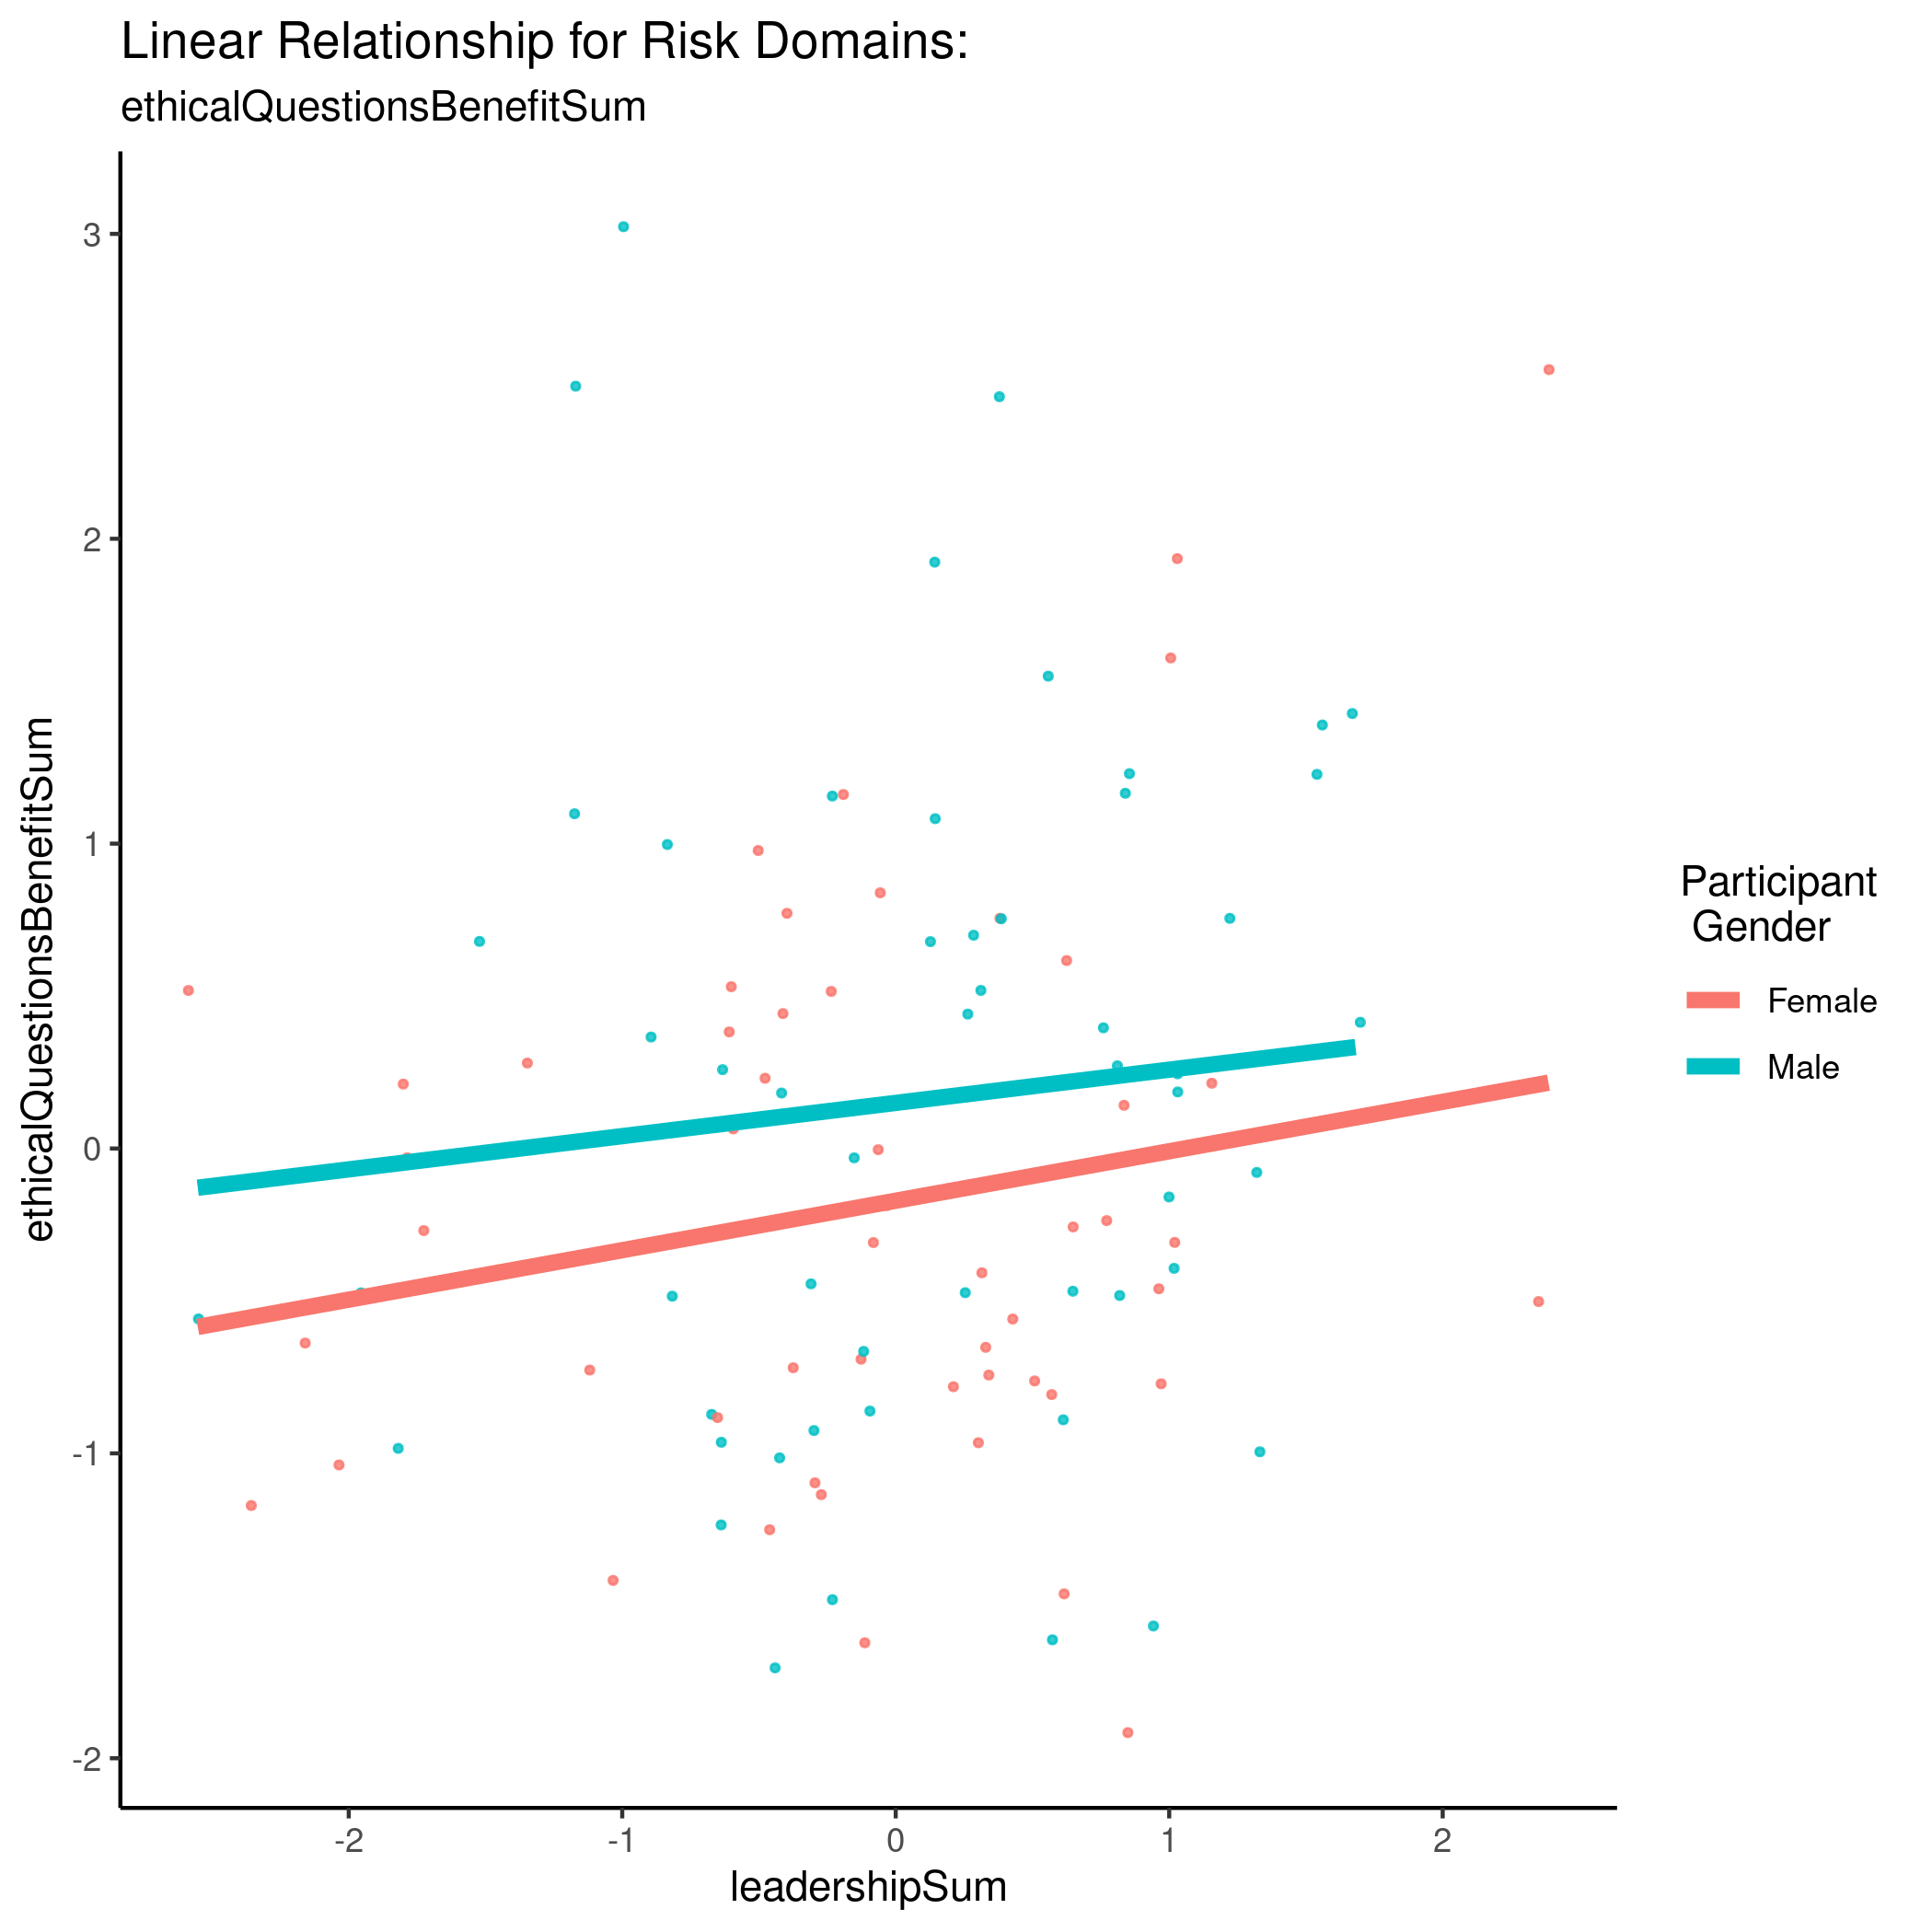 Linear Relationship for Risk Domains:
ethicalQuestionsBenefitSum
ethicalQuestionsBenefitSum
3
2
1
0
-1
-2
-2
-1
0
1
2
leadershipSum
Participant
Gender
Female
Male